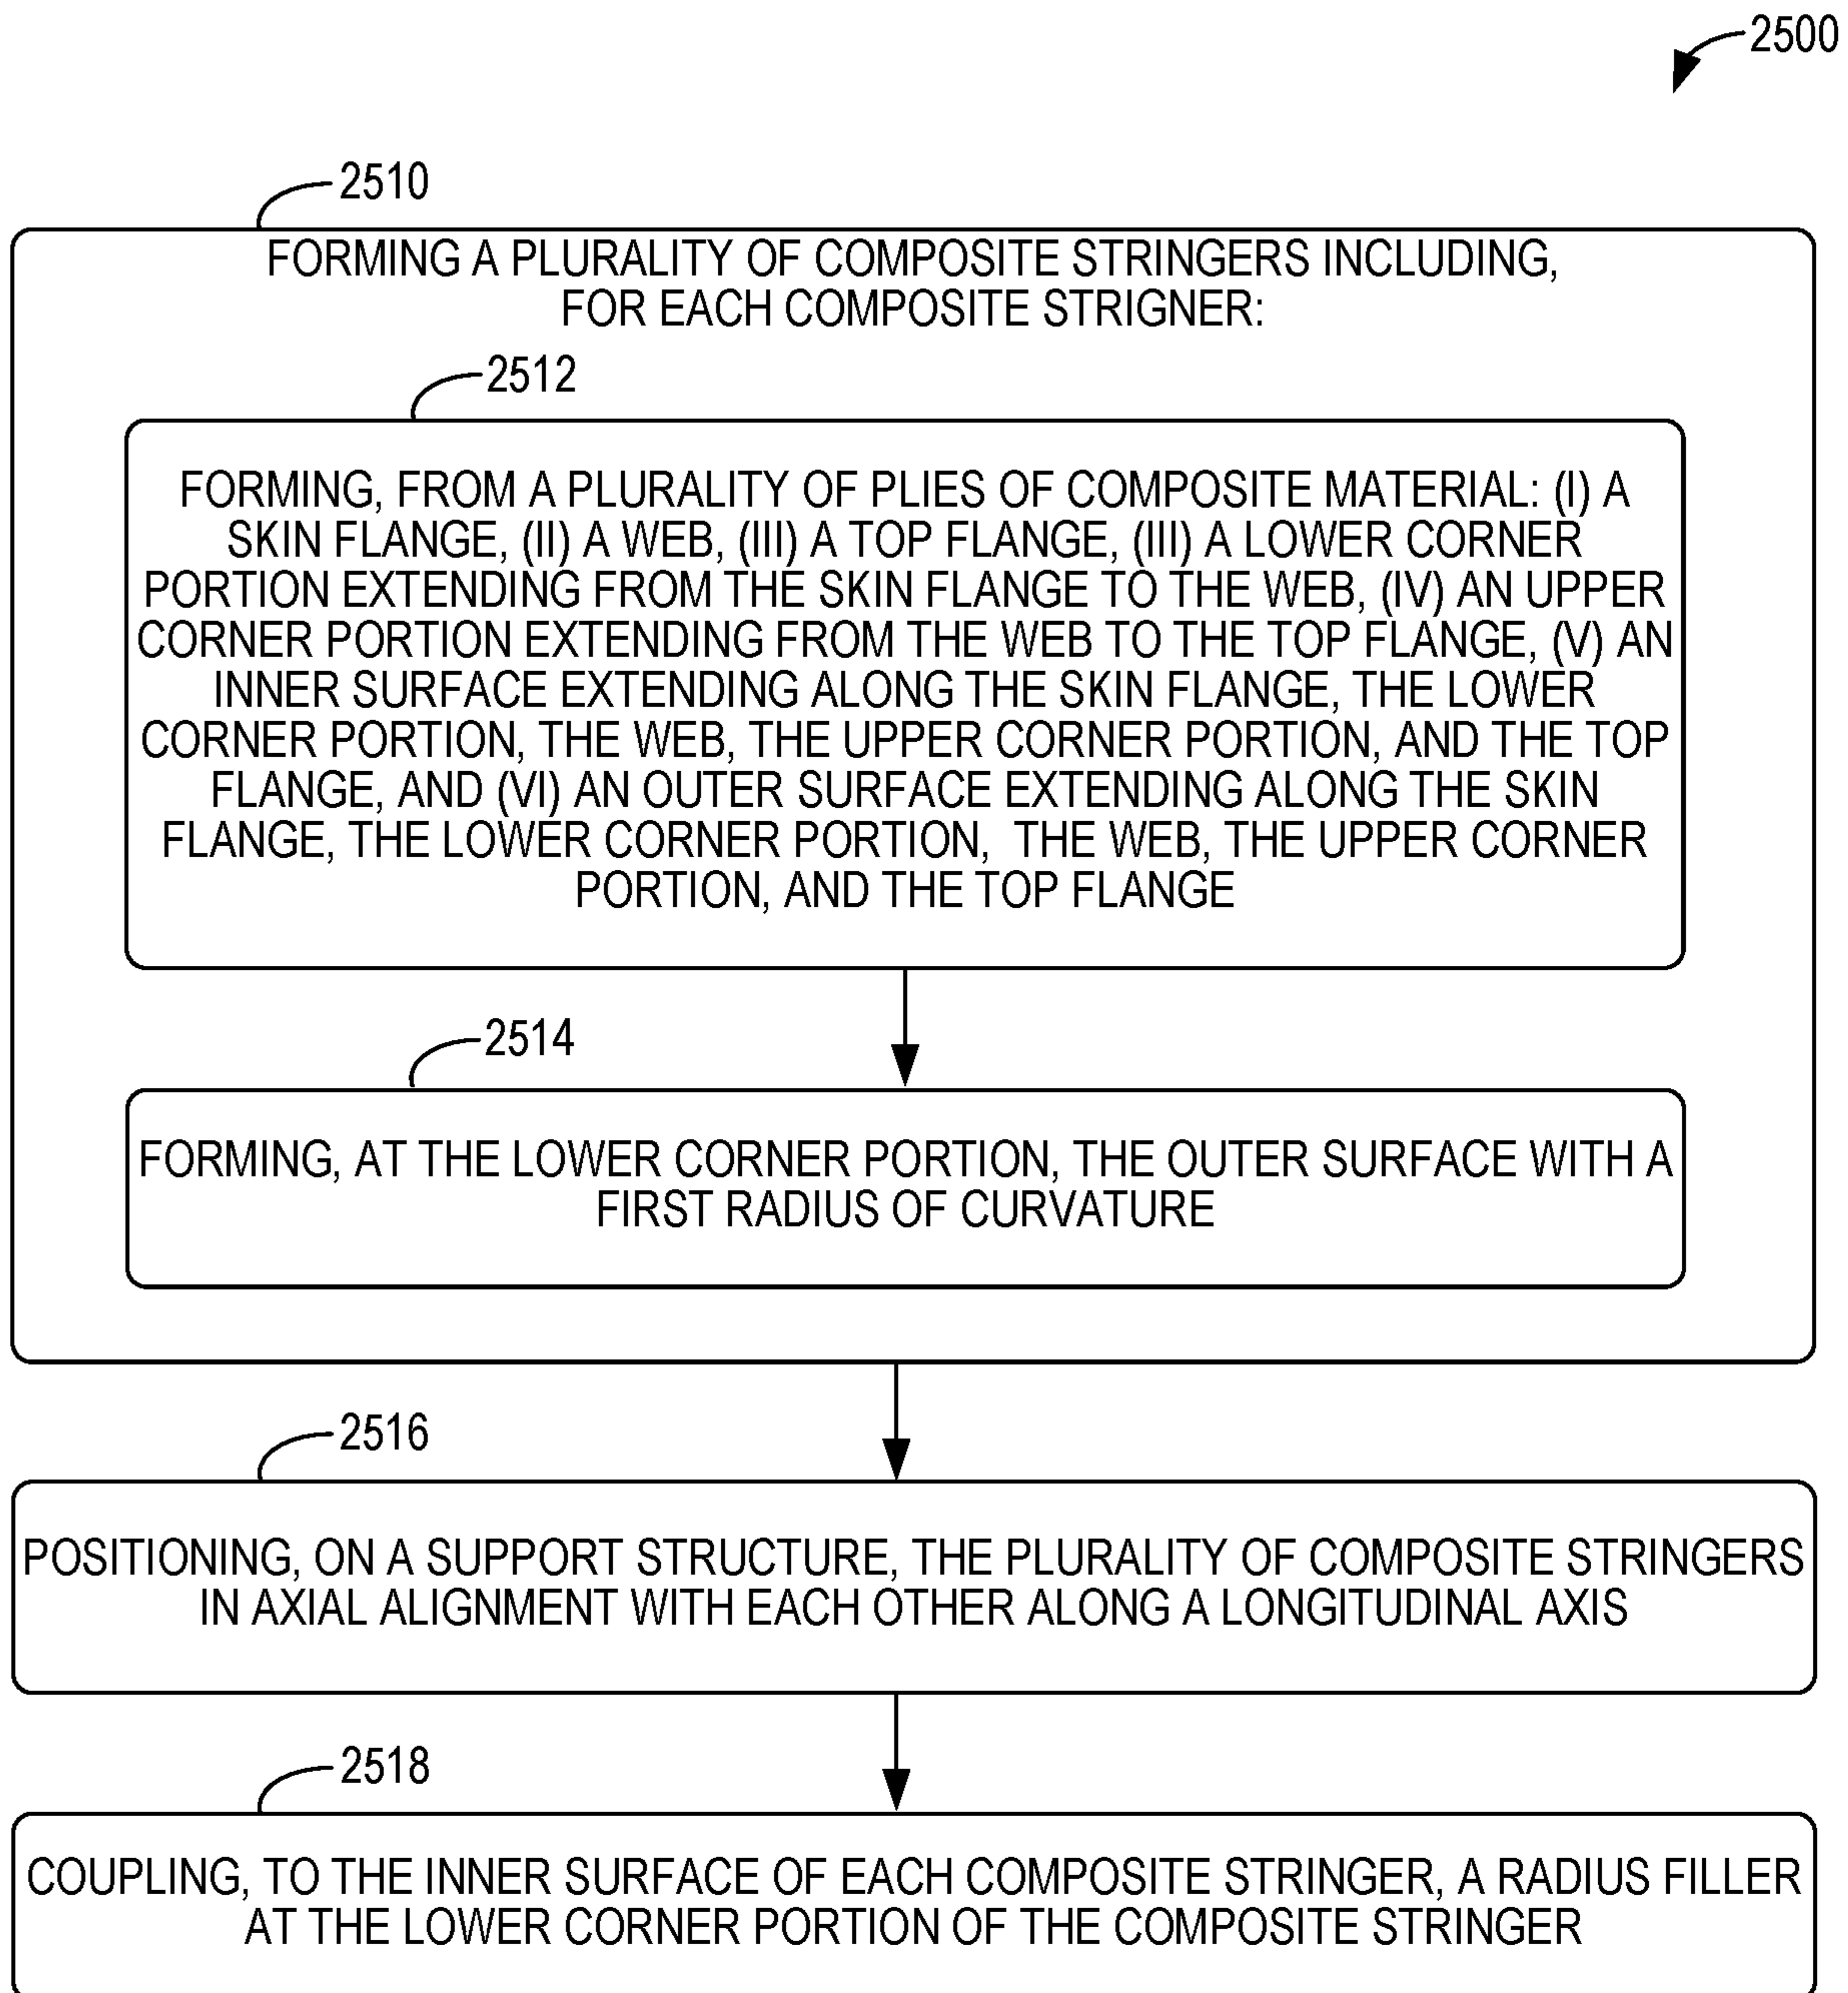 2500
2510
FORMING A PLURALITY OF COMPOSITE STRINGERS INCLUDING,
FOR EACH COMPOSITE STRIGNER:
2512
FORMING, FROM A PLURALITY OF PLIES OF COMPOSITE MATERIAL: (I) A
SKIN FLANGE, (II) A WEB, (III) A TOP FLANGE, (III) A LOWER CORNER
PORTION EXTENDING FROM THE SKIN FLANGE TO THE WEB, (IV) AN UPPER
CORNER PORTION EXTENDING FROM THE WEB TO THE TOP FLANGE, (V) AN
INNER SURFACE EXTENDING ALONG THE SKIN FLANGE, THE LOWER
CORNER PORTION, THE WEB, THE UPPER CORNER PORTION, AND THE TOP
FLANGE, AND (VI) AN OUTER SURFACE EXTENDING ALONG THE SKIN
FLANGE, THE LOWER CORNER PORTION, THE WEB, THE UPPER CORNER
PORTION, AND THE TOP FLANGE
2514
FORMING, AT THE LOWER CORNER PORTION, THE OUTER SURFACE WITH A
FIRST RADIUS OF CURVATURE
2516
POSITIONING, ON A SUPPORT STRUCTURE, THE PLURALITY OF COMPOSITE STRINGERS
IN AXIAL ALIGNMENT WITH EACH OTHER ALONG A LONGITUDINAL AXIS
2518
COUPLING, TO THE INNER SURFACE OF EACH COMPOSITE STRINGER, A RADIUS FILLER
AT THE LOWER CORNER PORTION OF THE COMPOSITE STRINGER